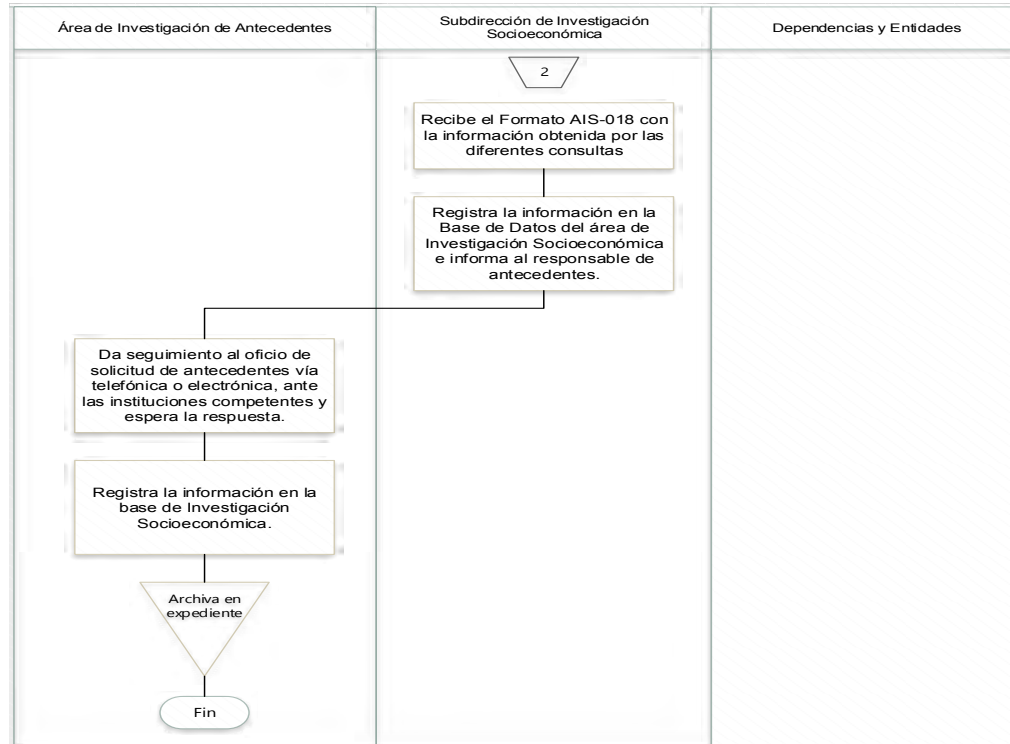 Área de Investigación de Antecedentes
Subdirección de Investigación
Socioeconómica
Dependencias y Entidades
2
Recibe el Formato AIS-018 con
la información obtenida por las
diferentes consultas
Registra la información en la
Base de Datos del área de
Investigación Socioeconómica
e informa al responsable de
antecedentes.
Da seguimiento al oficio de
solicitud de antecedentes vía
telefónica o electrónica, ante
las instituciones competentes y
espera la respuesta.
Registra la información en la
base de Investigación
Socioeconómica.
Archiva en
expediente
Fin